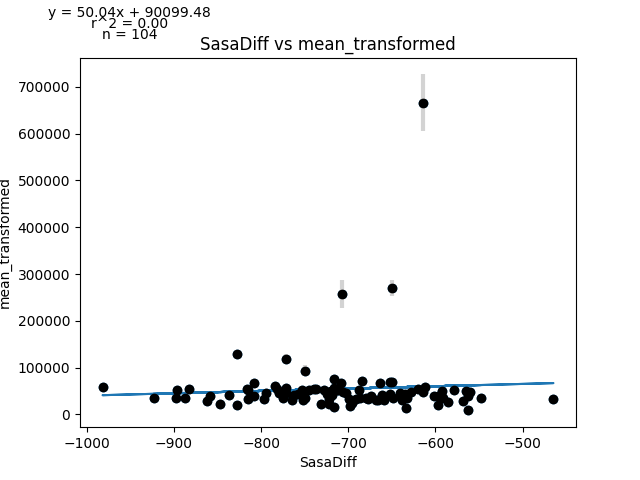 y = 50.04x + 90099.48
r^2 = 0.00
n = 104
SasaDiff vs mean_transformed
mean_transformed
700000
600000
500000
400000
300000
200000
100000
0
−1000
−900
−800
−700
−600
−500
SasaDiff